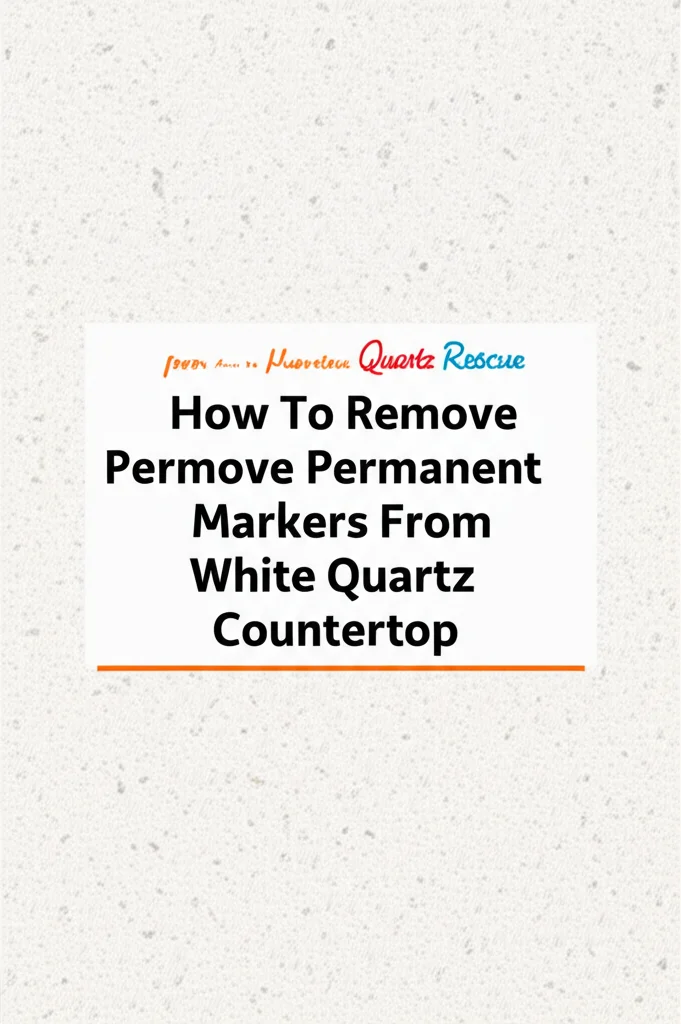 Quartz Rescue
How To Remove
Permove Permanent
Markers From
White Quartz
Countertop